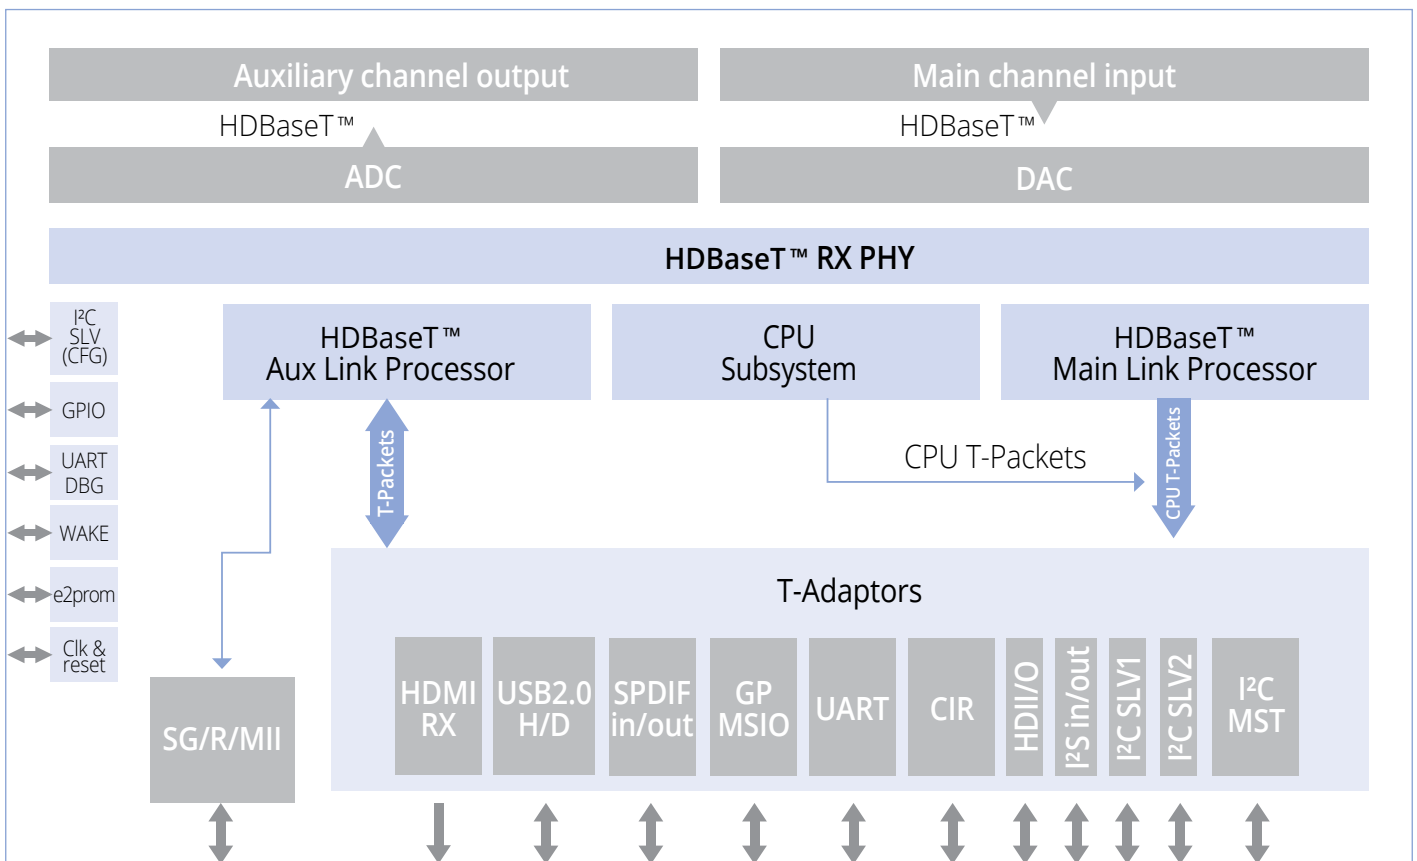 Auxiliary channel output
Main channel input
HDBaseT™
HDBaseT™
ADC
DAC
HDBaseT™ RX PHY
I²C
SLV
(CFG)
GPIO
UART
DBG
WAKE
e2prom
Clk &
reset
HDBaseT™
Aux Link Processor
CPU
Subsystem
HDBaseT™
Main Link Processor
T-Packets
CPU T-Packets
CPU T-Packets
T-Adaptors
SG/R/MII
HDMI
RX
USB2.0
H/D
SPDIF
in/out
GP
MSIO
UART
CIR
HDII/O
I²S in/out
I²C SLV1
I²C SLV2
I²C
MST